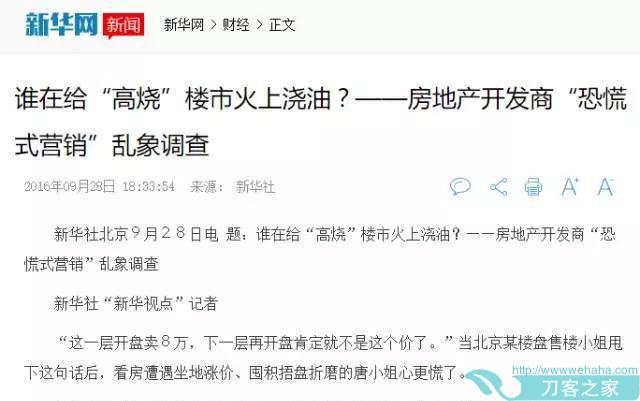 新华网 新闻 新华网 > 财经 > 正文
谁在给“高烧”楼市火上浇油？——房地产开发商“恐慌
式营销”乱象调查
2016年09月28日 18:33:54 来源： 新华社
A+ A-
新华社北京９月２８日电 题：谁在给“高烧”楼市火上浇油？——房地产开发商“恐
慌式营销”乱象调查
新华社“新华视点”记者
“这一层开盘卖８万，下一层再开盘肯定就不是这个价了。”当北京某楼盘售楼小姐甩
下这句话后，看房遭遇坐地涨价、囤积捂盘折磨的唐小姐心更慌了。
http://www.wehaha.com
刀客之家